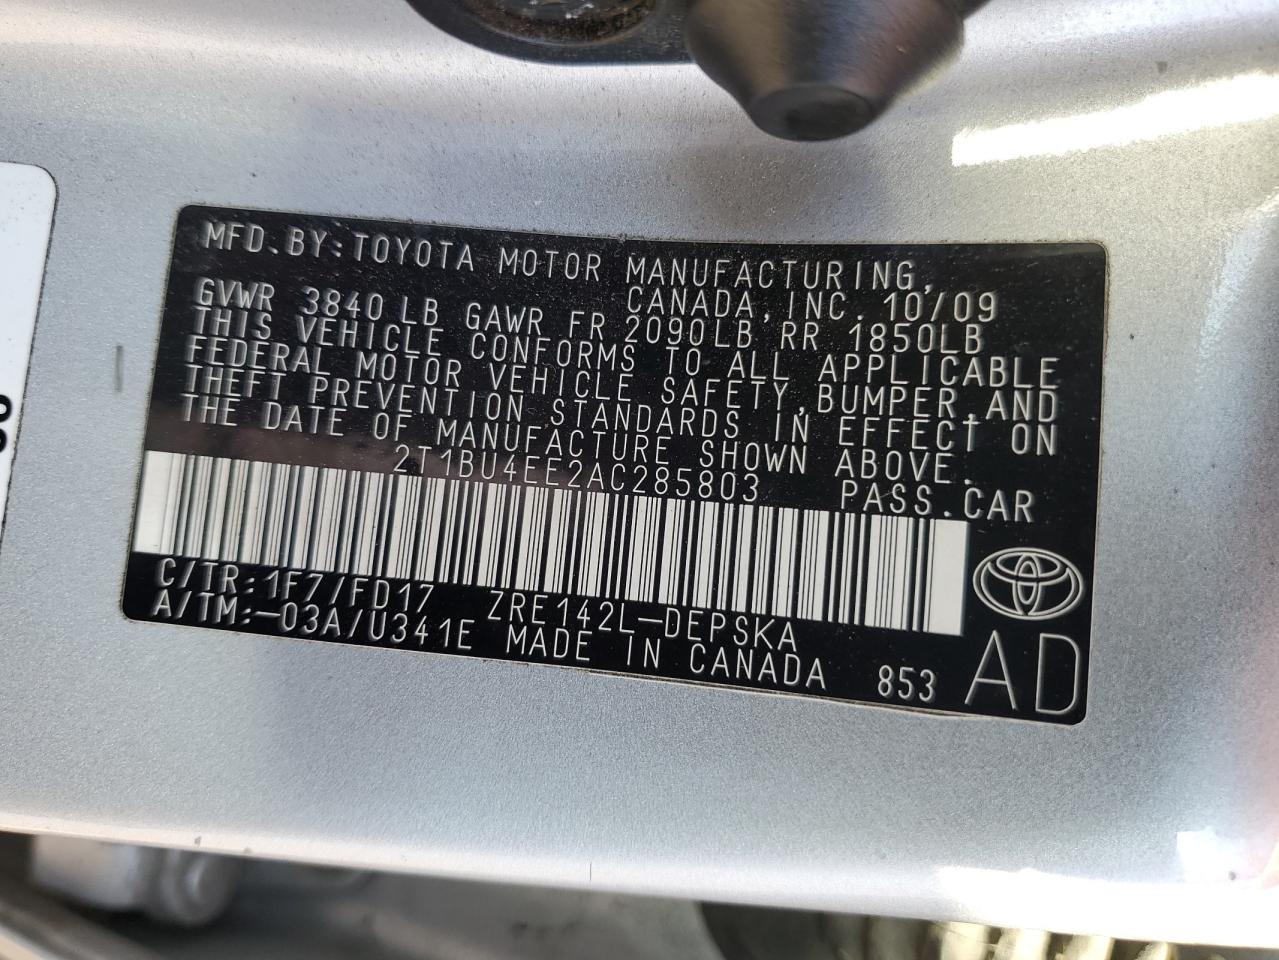 MFD.BY:TOYOTA MOTOR MANUFACTURING,
CANADA,INC. 10/09
GVWR 3840LB GAWR FR 2090LB RR 1850LB
THIS VEHICLE CONFORMS TO ALL APPLICABLE
FEDERAL MOTOR VEHICLE SAFETY,BUMPER,AND
THEFT PREVENTION STANDARDS IN EFFECT ON
THE DATE OF MANUFACTURE SHOWN ABOVE.
2T1BU4EE2AC285803 PASS.CAR
C/TR:1F7/FD17 ZRE142L-DEPSKA
A/TM:-03A/U341E MADE IN CANADA 853
AD